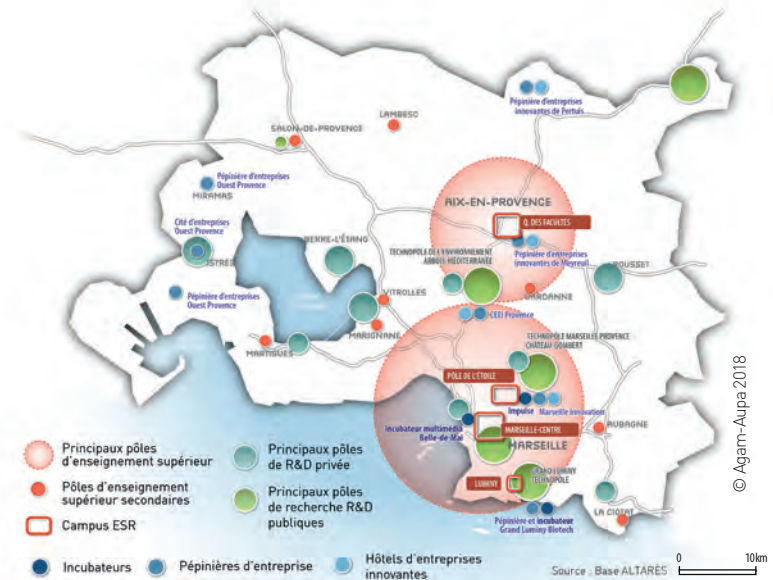 Pépinière d'entreprises
innovantes de Pertuis
LAMBESC
SALON-DE-PROVENCE
Pépinière d'entreprises
Ouest Provence
MIRAMAS
AIX-EN-PROVENCE
Q. DES FACULTES
Cité d'entreprises
Ouest Provence
ISTRES
BERRE-L'ÉTANG
TECHNOPOLE DE L'ENVIRONNEMENT
ARBOIS-MÉDITERRANÉE
Pépinière d'entreprises
innovantes de Meyreuil
ROUSSET
Pépinière d'entreprises
Ouest Provence
VITROLLES
GARDANNE
CEEI Provence
MARIGNANE
MARTIGUES
TECHNOPÔLE MARSEILLE PROVENCE
CHÂTEAU GOMBERT
PÔLE DE L'ÉTOILE
Impulse
Marseille innovation
Incubateur multimédia
Belle-de-Mai
MARSEILLE-CENTRE
AUBAGNE
MARSEILLE
GRAND LUMINY
TECHNOPOLE
LUMINY
LA CIOTAT
Pépinière et incubateur
Grand Luminy Biotech
© Agam-Aupa 2018
Principaux pôles
d'enseignement supérieur
Pôles d'enseignement
supérieur secondaires
Campus ESR
Principaux pôles
de R&D privée
Principaux pôles
de recherche R&D
publiques
Incubateurs
Pépinières d'entreprise
Hôtels d'entreprises
innovantes
Source : Base ALTARÈS
0 10km